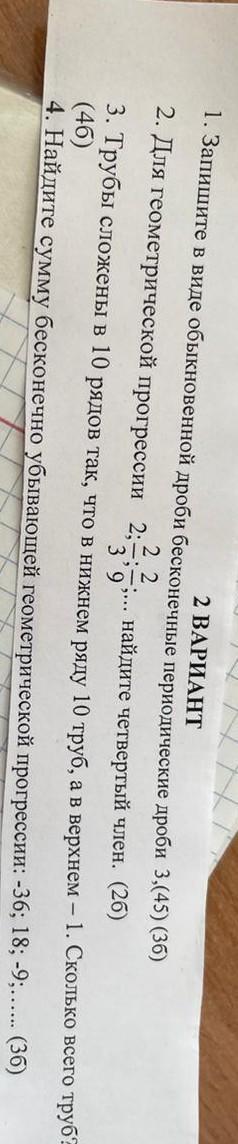 2 ВАРИАНТ
1. Запишите в виде обыкновенной дроби бесконечные периодические дроби 3,(45) (3б)
2. Для геометрической прогрессии 2; 2/3; 2/9;... найдите четвертый член. (2б)
3. Трубы сложены в 10 рядов так, что в нижнем ряду 10 труб, а в верхнем – 1. Сколько всего труб?
(4б)
4. Найдите сумму бесконечно убывающей геометрической прогрессии: -36; 18; -9;...... (3б)